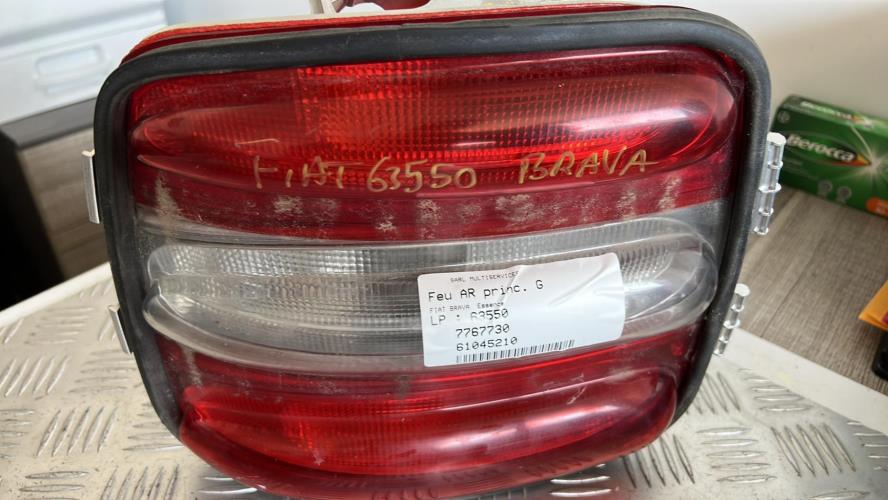 Berocca
FIAT 63550 BRAVA
SARL MULTISERVICES
Feu AR princ. G
FIAT BRAVA Essence
LP : 63550
7767730
61045210